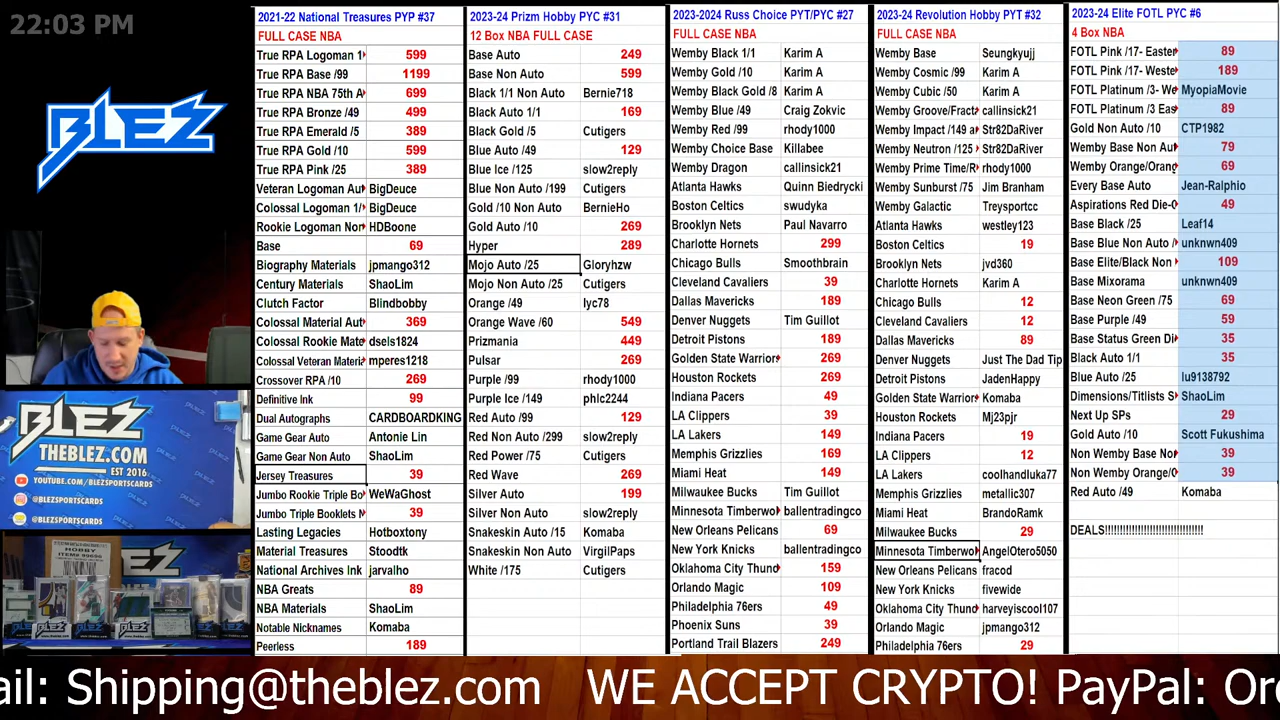 22:03 PM
BLEZ
BLEZ
THEBLEZ.COM
EST 2016
YOUTUBE.COM/BLEZSPORTSCARDS
@BLEZSPORTSCARDS
@BLEZSPORTSCARDS
HOBBY
2021-22 National Treasures PYP #37
FULL CASE NBA
True RPA Logoman 1 599
True RPA Base /99 1199
True RPA NBA 75th A 699
True RPA Bronze /49 499
True RPA Emerald /5 389
True RPA Gold /10 599
True RPA Pink /25 389
Veteran Logoman Au BigDeuce
Colossal Logoman 1/ BigDeuce
Rookie Logoman Non HDBoone
Base 69
Biography Materials jpmango312
Century Materials ShaoLim
Clutch Factor Blindbobby
Colossal Material Aut 369
Colossal Rookie Mate dsels1824
Colossal Veteran Materi mperes1218
Crossover RPA /10 269
Definitive Ink 99
Dual Autographs CARDBOARDKING
Game Gear Auto Antonie Lin
Game Gear Non Auto ShaoLim
Jersey Treasures 39
Jumbo Rookie Triple Bo WeWaGhost
Jumbo Triple Booklets N 39
Lasting Legacies Hotboxtony
Material Treasures Stoodtk
National Archives Ink jarvalho
NBA Greats 89
NBA Materials ShaoLim
Notable Nicknames Komaba
Peerless 189
2023-24 Prizm Hobby PYC #31
12 Box NBA FULL CASE
Base Auto 249
Base Non Auto 599
Black 1/1 Non Auto Bernie718
Black Auto 1/1 169
Black Gold /5 Cutigers
Blue Auto /49 129
Blue Ice /125 slow2reply
Blue Non Auto /199 Cutigers
Gold /10 Non Auto BernieHo
Gold Auto /10 269
Hyper 289
Mojo Auto /25 Gloryhzw
Mojo Non Auto /25 Cutigers
Orange /49 lyc78
Orange Wave /60 549
Prizmania 449
Pulsar 269
Purple /99 rhody1000
Purple Ice /149 phlc2244
Red Auto /99 129
Red Non Auto /299 slow2reply
Red Power /75 Cutigers
Red Wave 269
Silver Auto 199
Silver Non Auto slow2reply
Snakeskin Auto /15 Komaba
Snakeskin Non Auto VirgilPaps
White /175 Cutigers
2023-2024 Russ Choice PYT/PYC #27
FULL CASE NBA
Wemby Black 1/1 Karim A
Wemby Gold /10 Karim A
Wemby Black Gold /8 Karim A
Wemby Blue /49 Craig Zokvic
Wemby Red /99 rhody1000
Wemby Choice Base Killabee
Wemby Dragon callinsick21
Atlanta Hawks Quinn Biedrycki
Boston Celtics swudyka
Brooklyn Nets Paul Navarro
Charlotte Hornets 299
Chicago Bulls Smoothbrain
Cleveland Cavaliers 39
Dallas Mavericks 189
Denver Nuggets Tim Guillot
Detroit Pistons 189
Golden State Warrior 269
Houston Rockets 269
Indiana Pacers 49
LA Clippers 39
LA Lakers 149
Memphis Grizzlies 169
Miami Heat 149
Milwaukee Bucks Tim Guillot
Minnesota Timberwo ballentradingco
New Orleans Pelicans 69
New York Knicks ballentradingco
Oklahoma City Thund 159
Orlando Magic 109
Philadelphia 76ers 49
Phoenix Suns 39
Portland Trail Blazers 249
2023-24 Revolution Hobby PYT #32
FULL CASE NBA
Wemby Base Seungkyujj
Wemby Cosmic /99 Karim A
Wemby Cubic /50 Karim A
Wemby Groove/Fract callinsick21
Wemby Impact /149 a Str82DaRiver
Wemby Neutron /125 Str82DaRiver
Wemby Prime Time/R rhody1000
Wemby Sunburst /75 Jim Branham
Wemby Galactic Treysportcc
Atlanta Hawks westley123
Boston Celtics 19
Brooklyn Nets jvd360
Charlotte Hornets Karim A
Chicago Bulls 12
Cleveland Cavaliers 12
Dallas Mavericks 89
Denver Nuggets Just The Dad Tip
Detroit Pistons JadenHappy
Golden State Warrior Komaba
Houston Rockets Mj23pjr
Indiana Pacers 19
LA Clippers 12
LA Lakers coolhandluka77
Memphis Grizzlies metallic307
Miami Heat BrandoRamk
Milwaukee Bucks 29
Minnesota Timberwo AngelOtero5050
New Orleans Pelicans fracod
New York Knicks fivewide
Oklahoma City Thund harveyiscool107
Orlando Magic jpmango312
Philadelphia 76ers 29
2023-24 Elite FOTL PYC #6
4 Box NBA
FOTL Pink /17- Easter 89
FOTL Pink /17- Weste 189
FOTL Platinum /3- We MyopiaMovie
FOTL Platinum /3 Eas 89
Gold Non Auto /10 CTP1982
Wemby Base Non Au 79
Wemby Orange/Orang 69
Every Base Auto Jean-Ralphio
Aspirations Red Die-C 49
Base Black /25 Leaf14
Base Blue Non Auto / unknwn409
Base Elite/Black Non 109
Base Mixorama unknwn409
Base Neon Green /75 69
Base Purple /49 59
Base Status Green Di 35
Black Auto 1/1 35
Blue Auto /25 lu9138792
Dimensions/Titlists S ShaoLim
Next Up SPs 29
Gold Auto /10 Scott Fukushima
Non Wemby Base No 39
Non Wemby Orange/O 39
Red Auto /49 Komaba
DEALS!!!!!!!!!!!!!!!!!!!!!!!!!!!!!!!!!
ail: Shipping@theblez.com WE ACCEPT CRYPTO! PayPal: Or